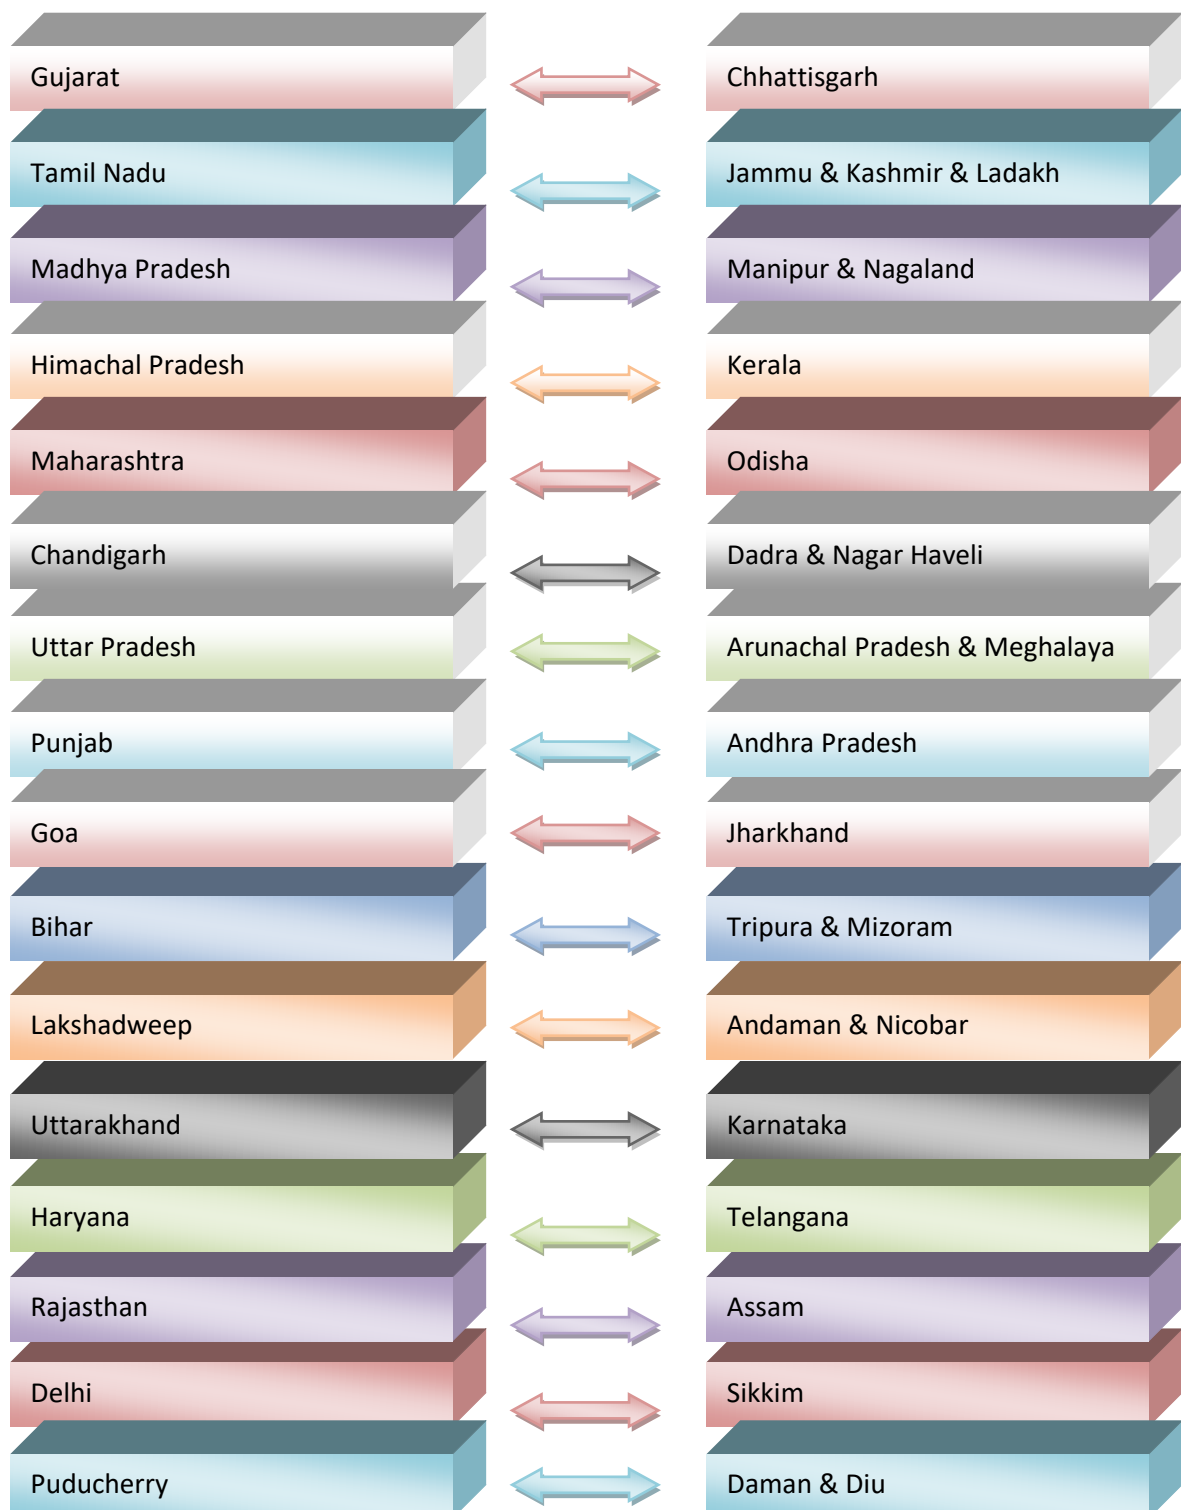 Gujarat Chhattisgarh
Tamil Nadu Jammu & Kashmir & Ladakh
Madhya Pradesh Manipur & Nagaland
Himachal Pradesh Kerala
Maharashtra Odisha
Chandigarh Dadra & Nagar Haveli
Uttar Pradesh Arunachal Pradesh & Meghalaya
Punjab Andhra Pradesh
Goa Jharkhand
Bihar Tripura & Mizoram
Lakshadweep Andaman & Nicobar
Uttarakhand Karnataka
Haryana Telangana
Rajasthan Assam
Delhi Sikkim
Puducherry Daman & Diu